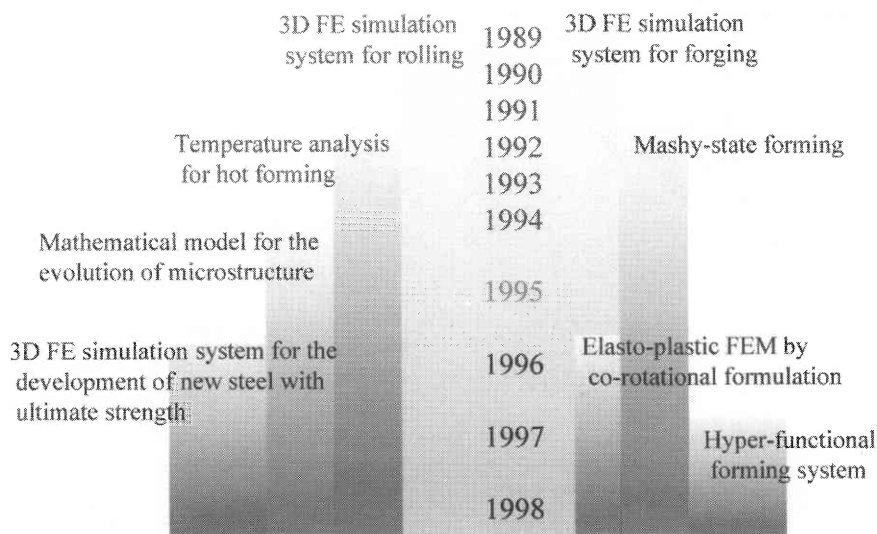 3D FE simulation
system for rolling
1989
3D FE simulation
system for forging
1990
1991
Temperature analysis
for hot forming
1992
Mashy-state forming
1993
1994
Mathematical model for the
evolution of microstructure
1995
3D FE simulation system for the
development of new steel with
ultimate strength
1996
Elasto-plastic FEM by
co-rotational formulation
1997
Hyper-functional
forming system
1998